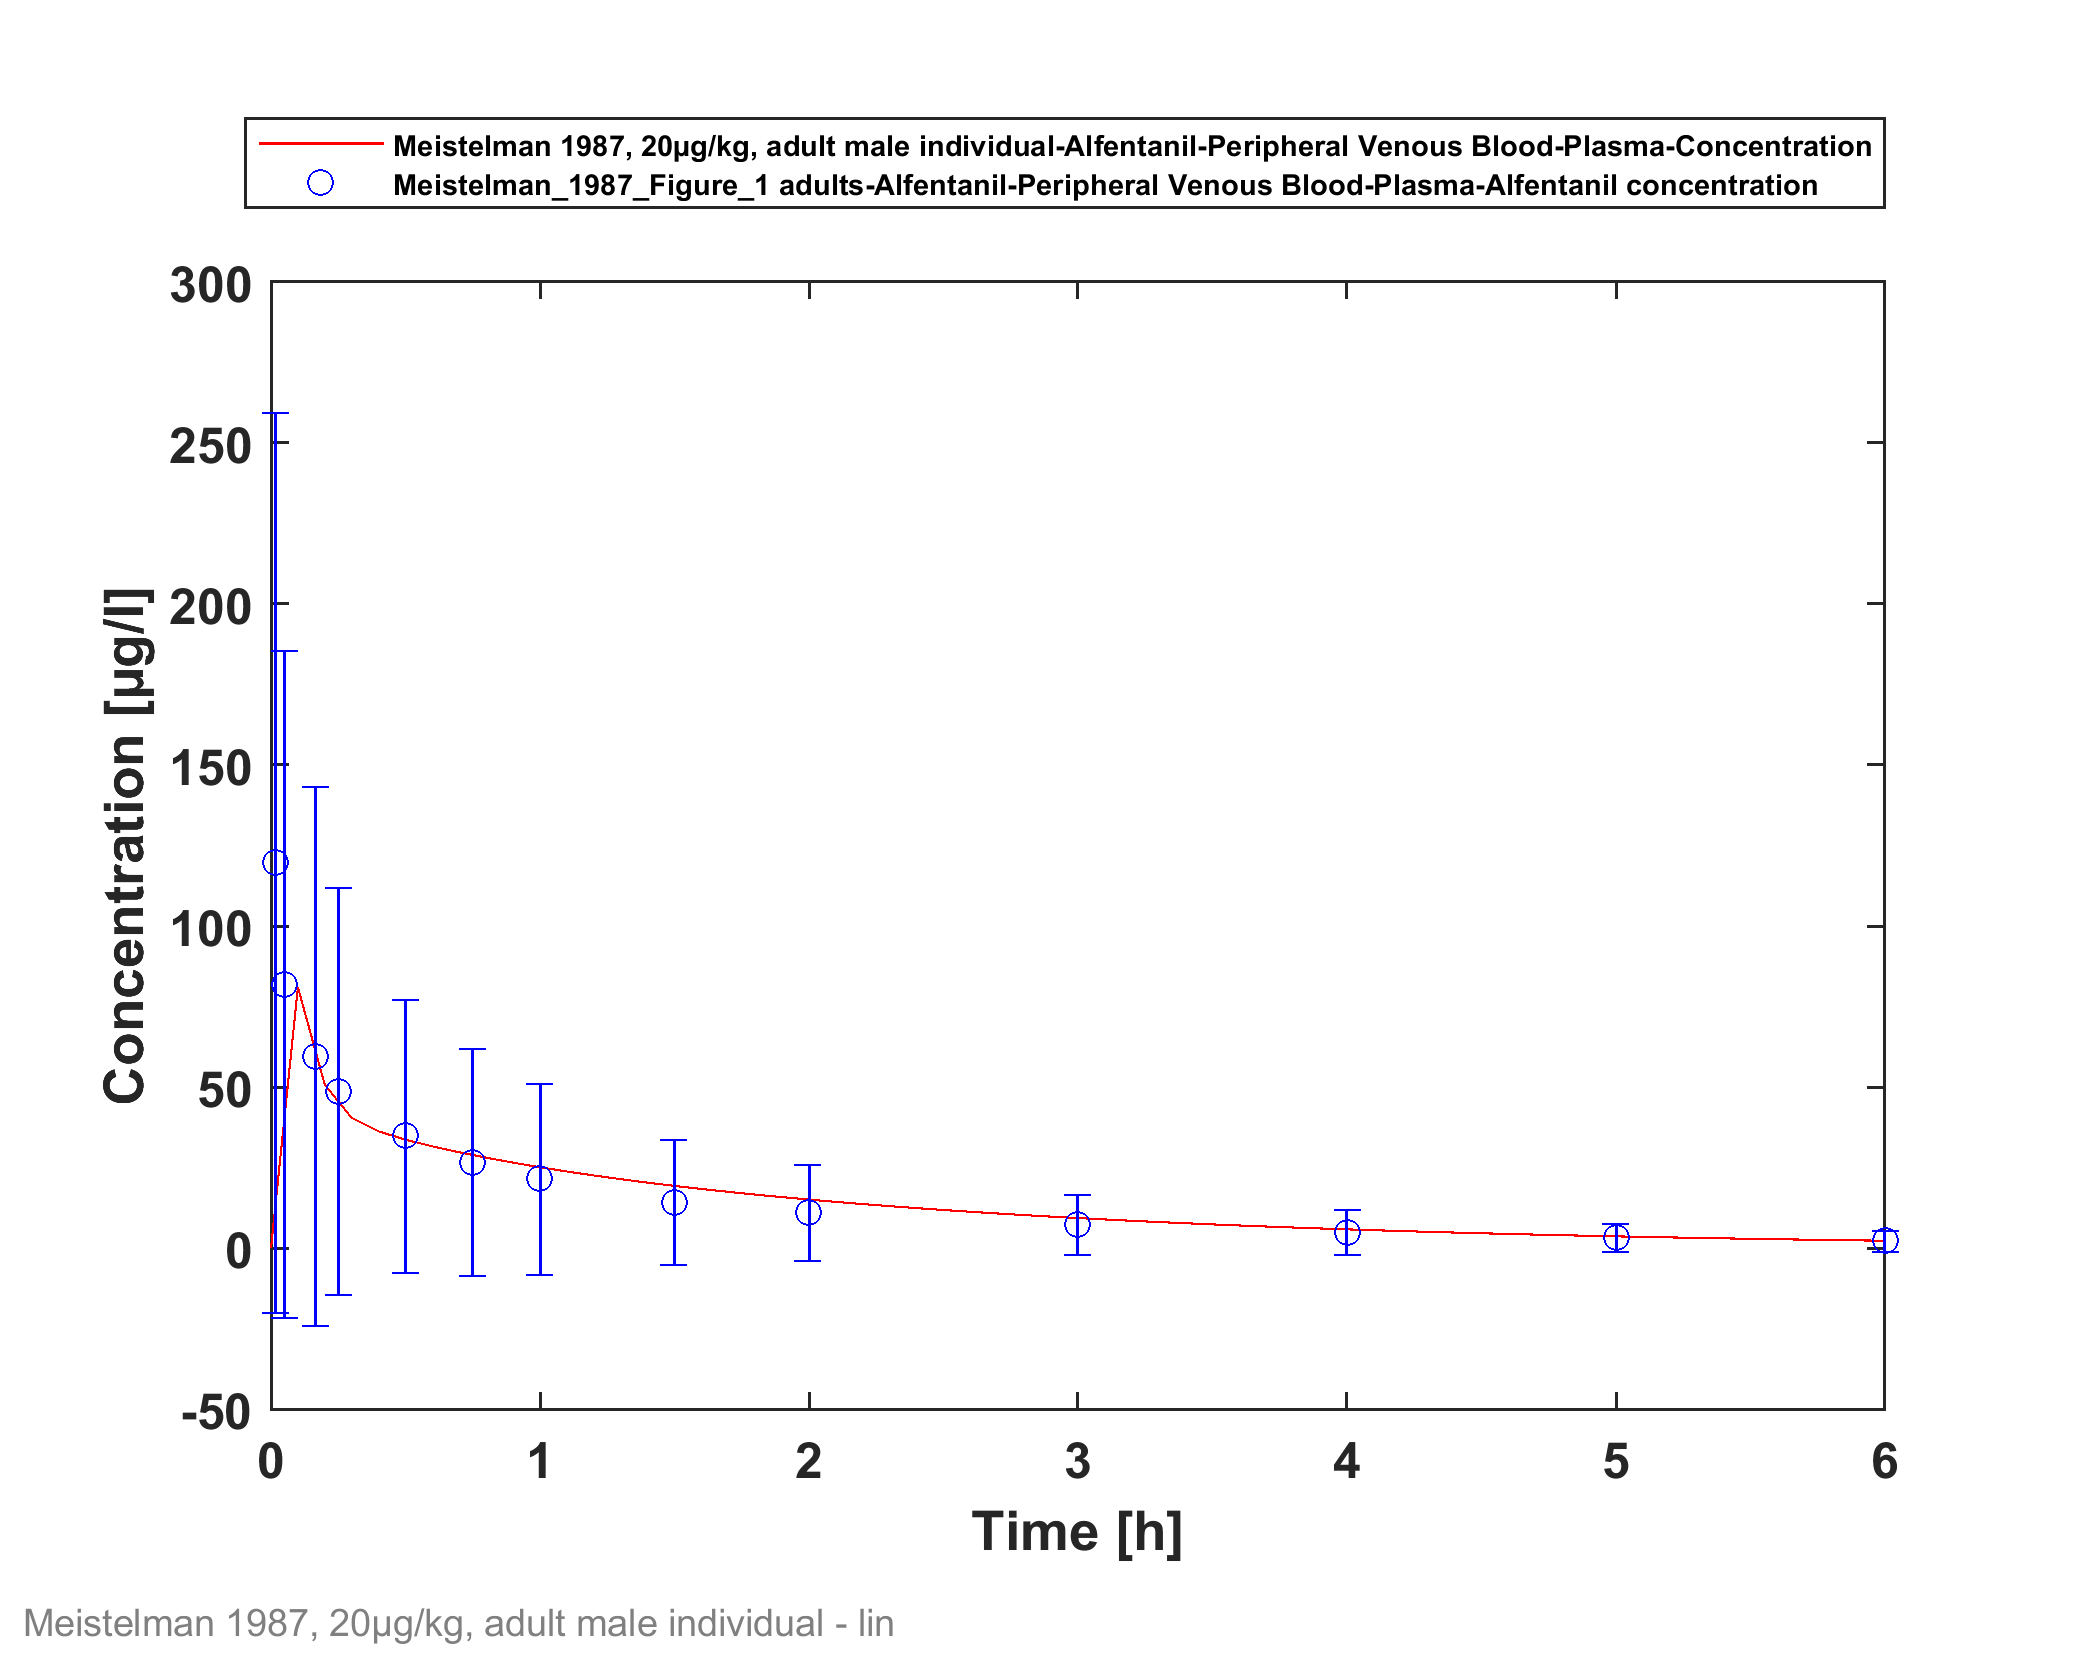 Meistelman 1987, 20µg/kg, adult male individual-Alfentanil-Peripheral Venous Blood-Plasma-Concentration
Meistelman_1987_Figure_1 adults-Alfentanil-Peripheral Venous Blood-Plasma-Alfentanil concentration
300
250
200
150
100
50
0
-50
Concentration [µg/l]
0 1 2 3 4 5 6
Time [h]
Meistelman 1987, 20µg/kg, adult male individual - lin